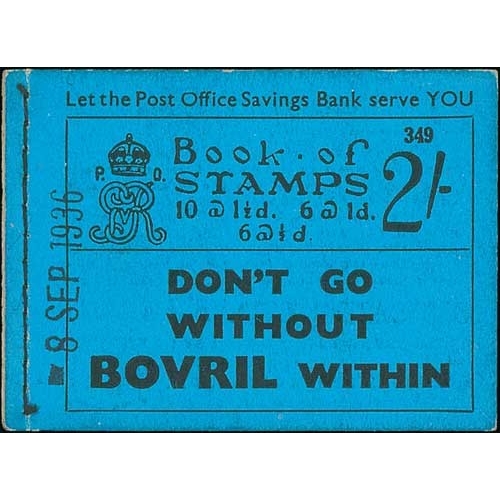 Let the Post Office Savings Bank serve YOU
349
P. O.
Book of
STAMPS 2/-
10 @ 1½d. 6 @ 1d.
6 @ ½d.
DON'T GO
WITHOUT
BOVRIL WITHIN
8 SEP 1936